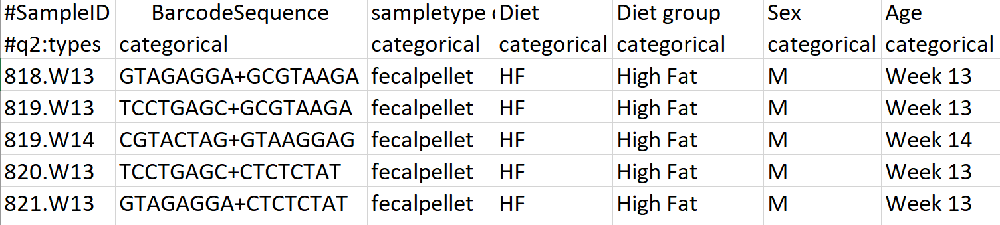 #SampleID BarcodeSequence sampletype Diet Diet group Sex Age
#q2:types categorical categorical categorical categorical categorical categorical
818.W13 GTAGAGGA+GCGTAAGA fecalpellet HF High Fat M Week 13
819.W13 TCCTGAGC+GCGTAAGA fecalpellet HF High Fat M Week 13
819.W14 CGTACTAG+GTAAGGAG fecalpellet HF High Fat M Week 14
820.W13 TCCTGAGC+CTCTCTAT fecalpellet HF High Fat M Week 13
821.W13 GTAGAGGA+CTCTCTAT fecalpellet HF High Fat M Week 13